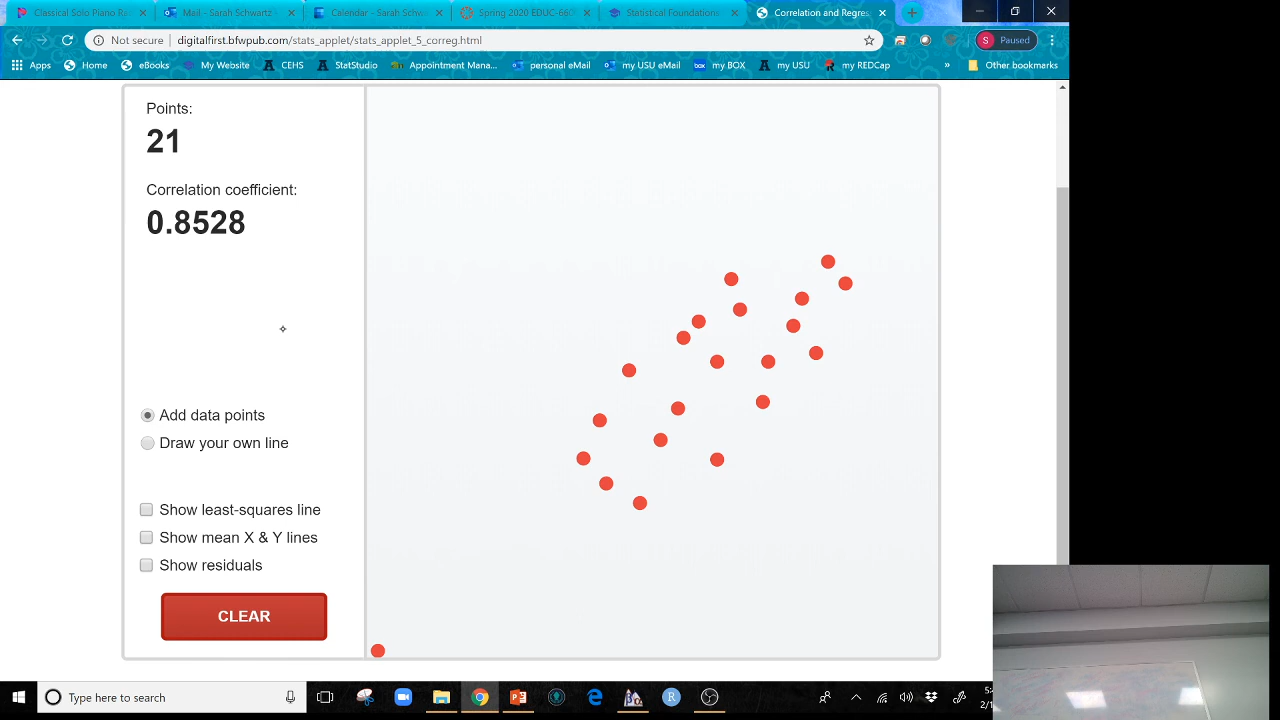 Classical Solo Piano Ra
Mail - Sarah Schwartz
Calendar - Sarah Schw
Spring 2020 EDUC-660
Statistical Foundations
Correlation and Regres
Not secure
digitalfirst.bfwpub.com/stats_applet/stats_applet_5_correg.html
S Paused
Apps
Home
eBooks
My Website
CEHS
StatStudio
Appointment Mana...
personal eMail
my USU eMail
box my BOX
my USU
my REDCap
»
Other bookmarks
Points:
21
Correlation coefficient:
0.8528
Add data points
Draw your own line
Show least-squares line
Show mean X & Y lines
Show residuals
CLEAR
Type here to search
R